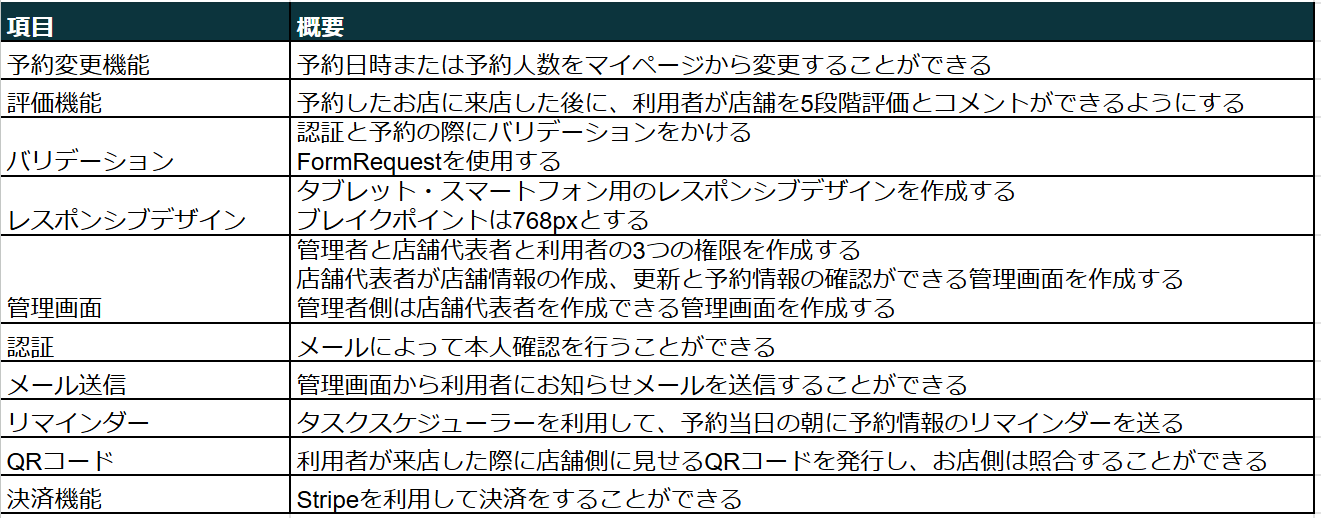 項目 概要
予約変更機能 予約日時または予約人数をマイページから変更することができる
評価機能 予約したお店に来店した後に、利用者が店舗を5段階評価とコメントができるようにする
認証と予約の際にバリデーションをかける
バリデーション FormRequestを使用する
タブレット・スマートフォン用のレスポンシブデザインを作成する
レスポンシブデザイン ブレイクポイントは768pxとする
管理者と店舗代表者と利用者の3つの権限を作成する
店舗代表者が店舗情報の作成、更新と予約情報の確認ができる管理画面を作成する
管理画面 管理者側は店舗代表者を作成できる管理画面を作成する
認証 メールによって本人確認を行うことができる
メール送信 管理画面から利用者にお知らせメールを送信することができる
リマインダー タスクスケジューラーを利用して、予約当日の朝に予約情報のリマインダーを送る
QRコード 利用者が来店した際に店舗側に見せるQRコードを発行し、お店側は照合することができる
決済機能 Stripeを利用して決済をすることができる